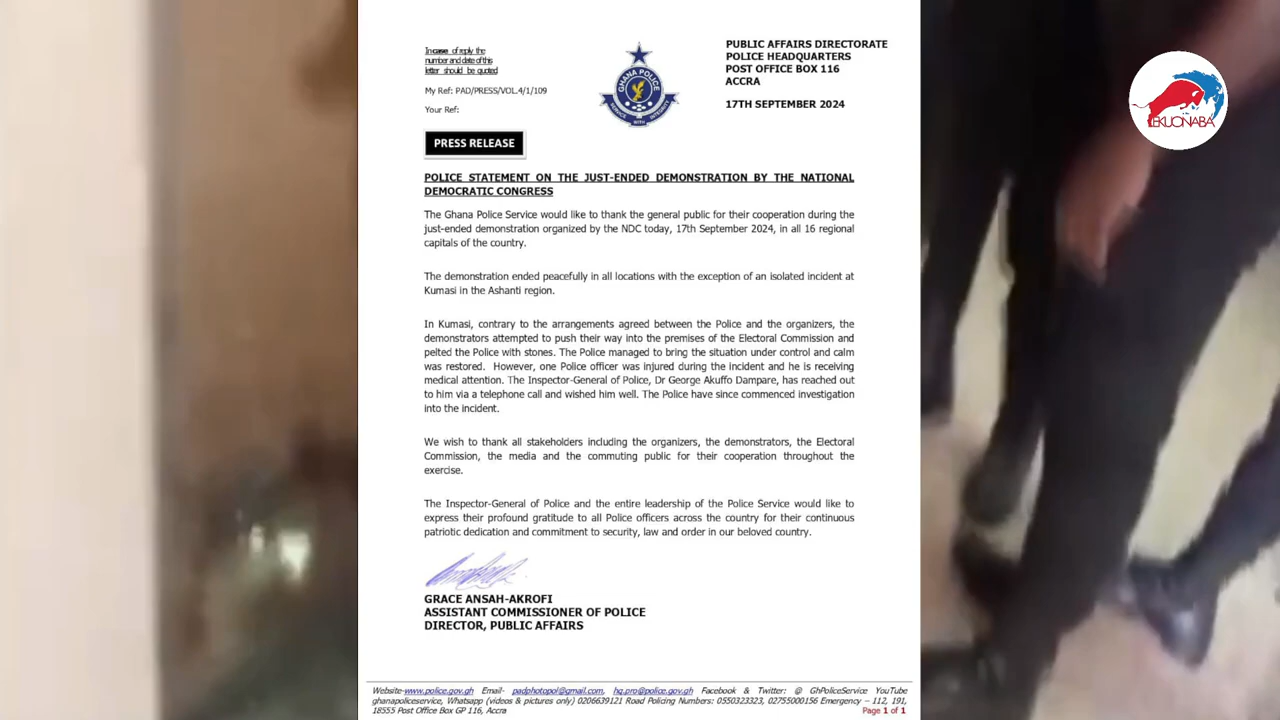 In case of reply the
number and date of this
letter should be quoted
My Ref: PAD/PRESS/VOL.4/1/109
Your Ref:
GHANA POLICE
SERVICE WITH INTEGRITY
PUBLIC AFFAIRS DIRECTORATE
POLICE HEADQUARTERS
POST OFFICE BOX 116
ACCRA
17TH SEPTEMBER 2024
EKUONABA
PRESS RELEASE
POLICE STATEMENT ON THE JUST-ENDED DEMONSTRATION BY THE NATIONAL
DEMOCRATIC CONGRESS
The Ghana Police Service would like to thank the general public for their cooperation during the
just-ended demonstration organized by the NDC today, 17th September 2024, in all 16 regional
capitals of the country.
The demonstration ended peacefully in all locations with the exception of an isolated incident at
Kumasi in the Ashanti region.
In Kumasi, contrary to the arrangements agreed between the Police and the organizers, the
demonstrators attempted to push their way into the premises of the Electoral Commission and
pelted the Police with stones. The Police managed to bring the situation under control and calm
was restored. However, one Police officer was injured during the incident and he is receiving
medical attention. The Inspector-General of Police, Dr George Akuffo Dampare, has reached out
to him via a telephone call and wished him well. The Police have since commenced investigation
into the incident.
We wish to thank all stakeholders including the organizers, the demonstrators, the Electoral
Commission, the media and the commuting public for their cooperation throughout the
exercise.
The Inspector-General of Police and the entire leadership of the Police Service would like to
express their profound gratitude to all Police officers across the country for their continuous
patriotic dedication and commitment to security, law and order in our beloved country.
GRACE ANSAH-AKROFI
ASSISTANT COMMISSIONER OF POLICE
DIRECTOR, PUBLIC AFFAIRS
Website-www.police.gov.gh Email- padphotopol@gmail.com, hq.pro@police.gov.gh Facebook & Twitter: @ GhPoliceService YouTube
ghanapoliceservice, Whatsapp (videos & pictures only) 0206639121 Road Policing Numbers: 0550323323, 02755000156 Emergency – 112, 191,
18555 Post Office Box GP 116, Accra
Page 1 of 1